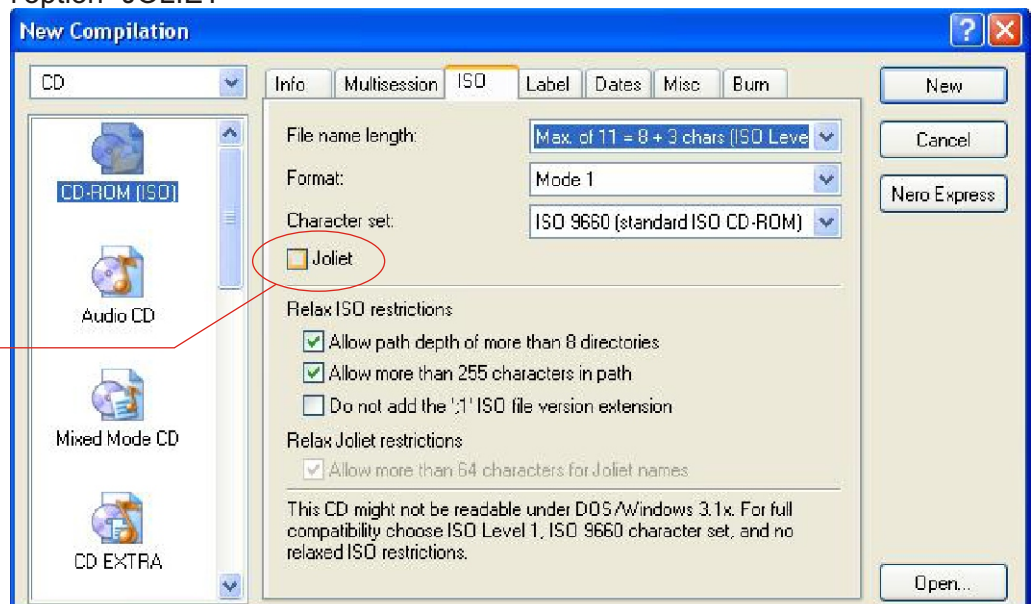 l'option "JOLIET"
New Compilation
CD
Info Multisession ISO Label Dates Misc Burn
New
Cancel
Nero Express
CD-ROM (ISO)
Audio CD
Mixed Mode CD
CD EXTRA
File name length:
Max. of 11 = 8 + 3 chars (ISO Leve
Format:
Mode 1
Character set:
ISO 9660 (standard ISO CD-ROM)
Joliet
Relax ISO restrictions
Allow path depth of more than 8 directories
Allow more than 255 characters in path
Do not add the ';1' ISO file version extension
Relax Joliet restrictions
Allow more than 64 characters for Joliet names
This CD might not be readable under DOS/Windows 3.1x. For full
compatibility choose ISO Level 1, ISO 9660 character set, and no
relaxed ISO restrictions.
Open...